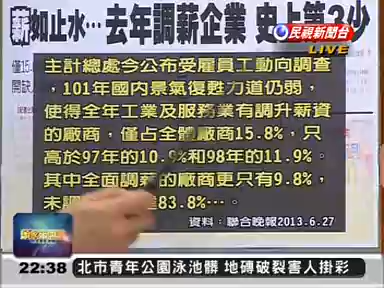 薪如止水…去年調薪企業 史上第3少
民視新聞台
LIVE
主計總處今公布受雇員工動向調查
，101年國內景氣復甦力道仍弱，
使得全年工業及服務業有調升薪資
的廠商，僅占全體廠商15.8%，只
高於97年的10.9%和98年的11.9%。
其中全面調薪的廠商更只有9.8%，
未調 83.8%…。
資料：聯合晚報2013.6.27
22:38 北市青年公園泳池髒 地磚破裂害人掛彩